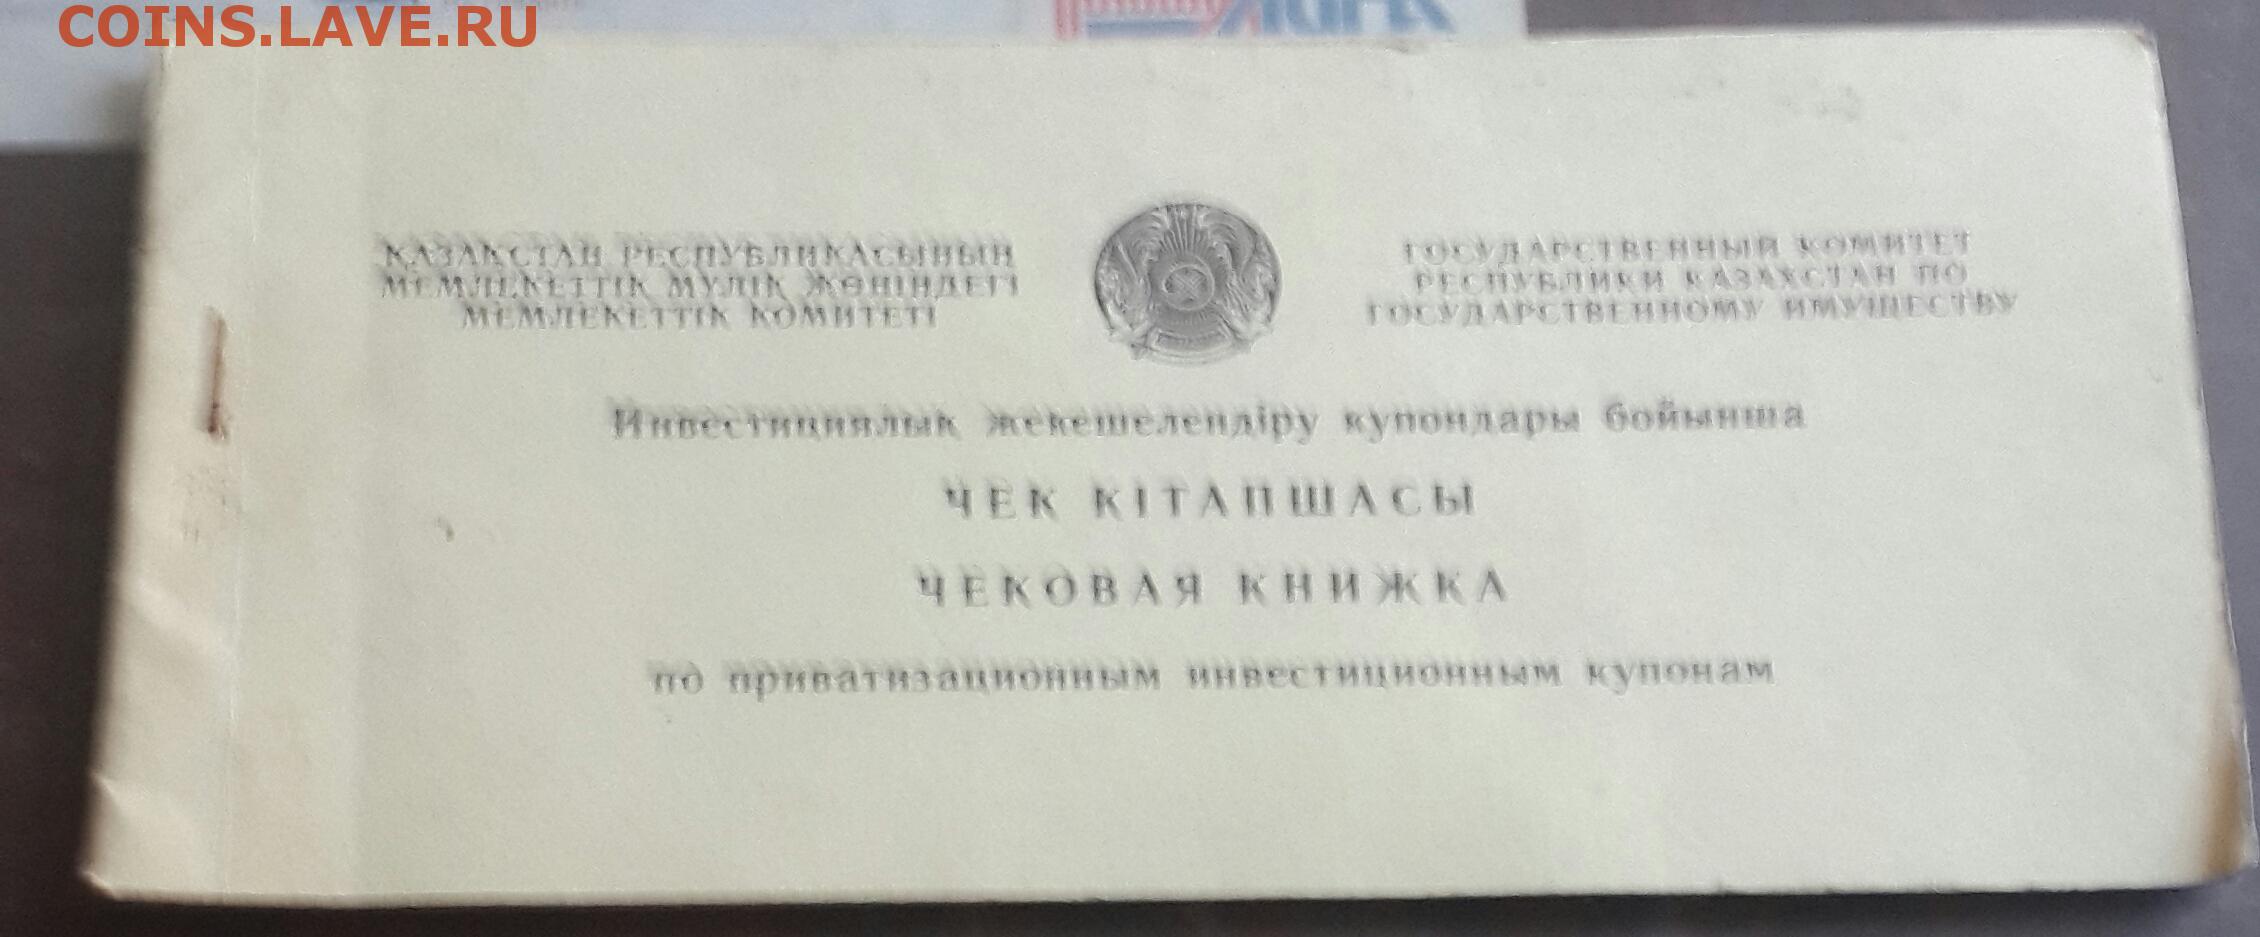 COINS.LAVE.RU
ҚАЗАҚСТАН РЕСПУБЛИКАСЫНЫҢ
МЕМЛЕКЕТТІК МҮЛІК ЖӨНІНДЕГІ
МЕМЛЕКЕТТІК КОМИТЕТІ
ГОСУДАРСТВЕННЫЙ КОМИТЕТ
РЕСПУБЛИКИ КАЗАХСТАН ПО
ГОСУДАРСТВЕННОМУ ИМУЩЕСТВУ
Инвестициялық жекешелендіру купондары бойынша
ЧЕК КІТАПШАСЫ
ЧЕКОВАЯ КНИЖКА
по приватизационным инвестиционным купонам